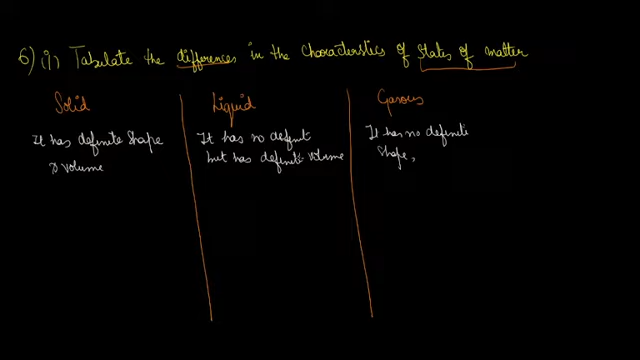 6) (i) Tabulate the differences in the characteristics of states of matter
Solid
It has definite shape
& volume
Liquid
It has no definit
but has definite volume
Gaseous
It has no definite
shape,